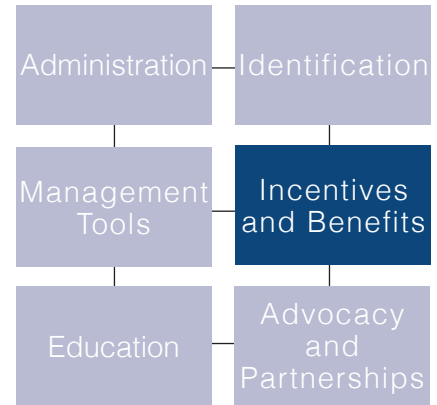 Administration
Identification
Management
Tools
Incentives
and Benefits
Education
Advocacy
and
Partnerships